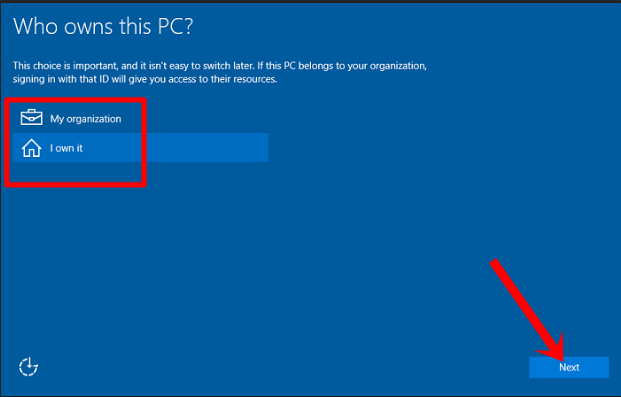 Who owns this PC?
This choice is important, and it isn't easy to switch later. If this PC belongs to your organization,
signing in with that ID will give you access to their resources.
My organization
I own it
Next